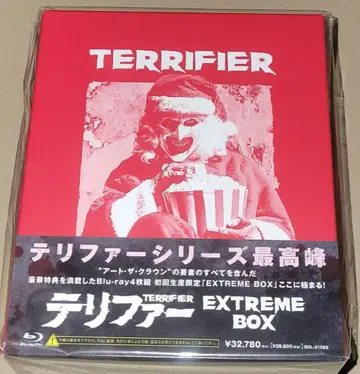 TERRIFIER
テリファーシリーズ最高峰
"アート・ザ・クラウン"の要素のすべてを含んだ
豪華特典を満載したBlu-ray4枚組 初回生産限定「EXTREME BOX」ここに極まる!
テリファー
TERRIFIER
EXTREME
BOX
¥32,780